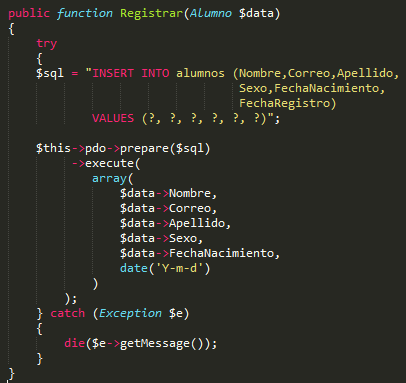 public function Registrar(Alumno $data)
{
try
{
$sql = "INSERT INTO alumnos (Nombre,Correo,Apellido,
Sexo,FechaNacimiento,
FechaRegistro)
VALUES (?, ?, ?, ?, ?, ?)";
$this->pdo->prepare($sql)
->execute(
array(
$data->Nombre,
$data->Correo,
$data->Apellido,
$data->Sexo,
$data->FechaNacimiento,
date('Y-m-d')
)
);
} catch (Exception $e)
{
die($e->getMessage());
}
}